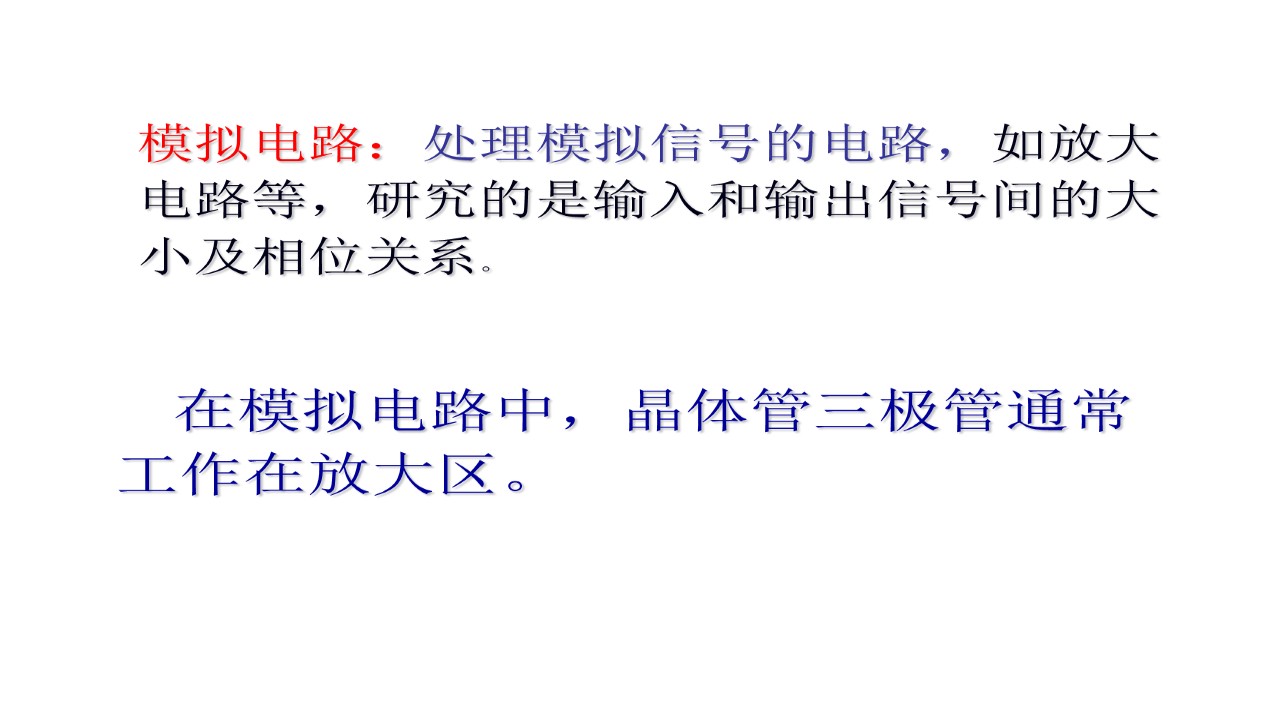 模拟电路：处理模拟信号的电路，如放大
电路等，研究的是输入和输出信号间的大
小及相位关系。
在模拟电路中，晶体管三极管通常
工作在放大区。